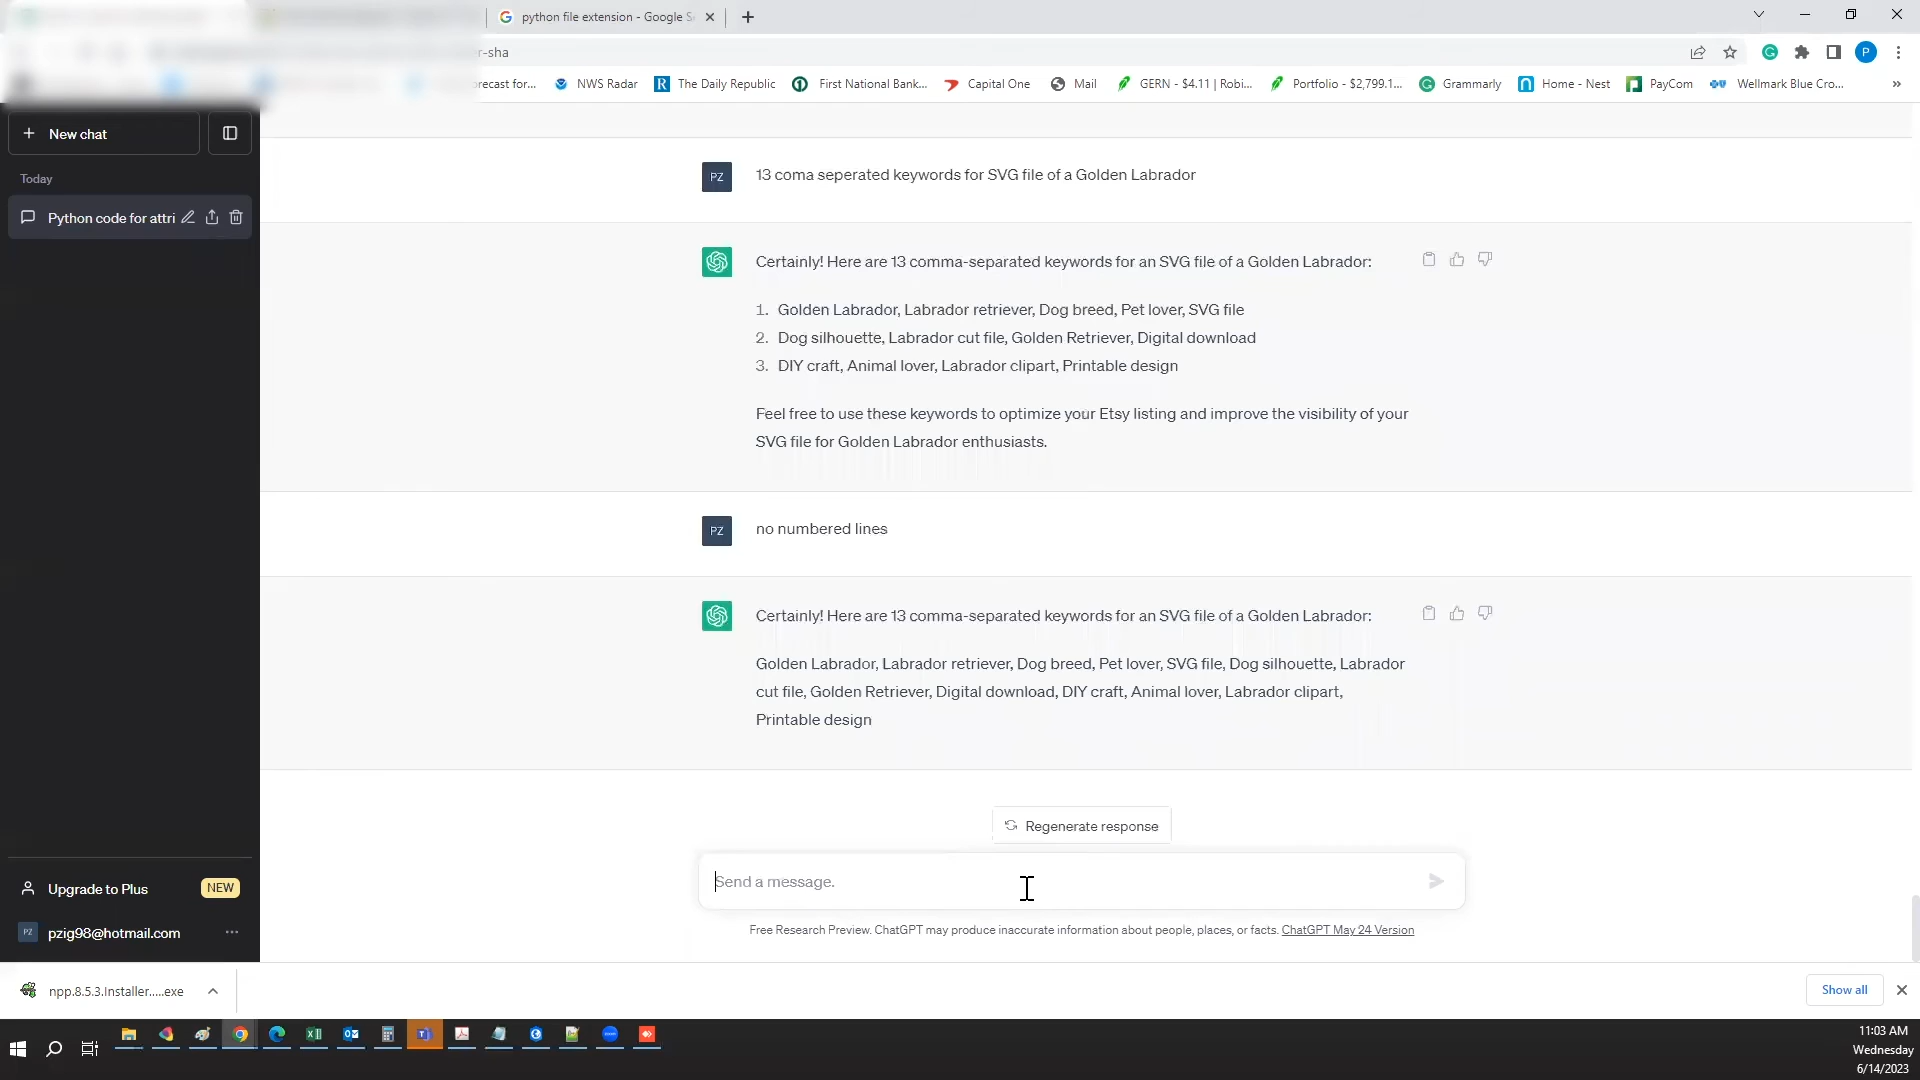 python file extension - Google S
r-sha
orecast for...
NWS Radar
The Daily Republic
First National Bank...
Capital One
Mail
GERN - $4.11 | Robi...
Portfolio - $2,799.1...
Grammarly
Home - Nest
PayCom
Wellmark Blue Cro...
P
New chat
Today
Python code for attri
PZ
13 coma seperated keywords for SVG file of a Golden Labrador
Certainly! Here are 13 comma-separated keywords for an SVG file of a Golden Labrador:
1. Golden Labrador, Labrador retriever, Dog breed, Pet lover, SVG file
2. Dog silhouette, Labrador cut file, Golden Retriever, Digital download
3. DIY craft, Animal lover, Labrador clipart, Printable design
Feel free to use these keywords to optimize your Etsy listing and improve the visibility of your
SVG file for Golden Labrador enthusiasts.
PZ
no numbered lines
Certainly! Here are 13 comma-separated keywords for an SVG file of a Golden Labrador:
Golden Labrador, Labrador retriever, Dog breed, Pet lover, SVG file, Dog silhouette, Labrador
cut file, Golden Retriever, Digital download, DIY craft, Animal lover, Labrador clipart,
Printable design
Regenerate response
Send a message.
Free Research Preview. ChatGPT may produce inaccurate information about people, places, or facts. ChatGPT May 24 Version
Upgrade to Plus
NEW
PZ
pzig98@hotmail.com
npp.8.5.3.Installer.....exe
Show all
11:03 AM
Wednesday
6/14/2023